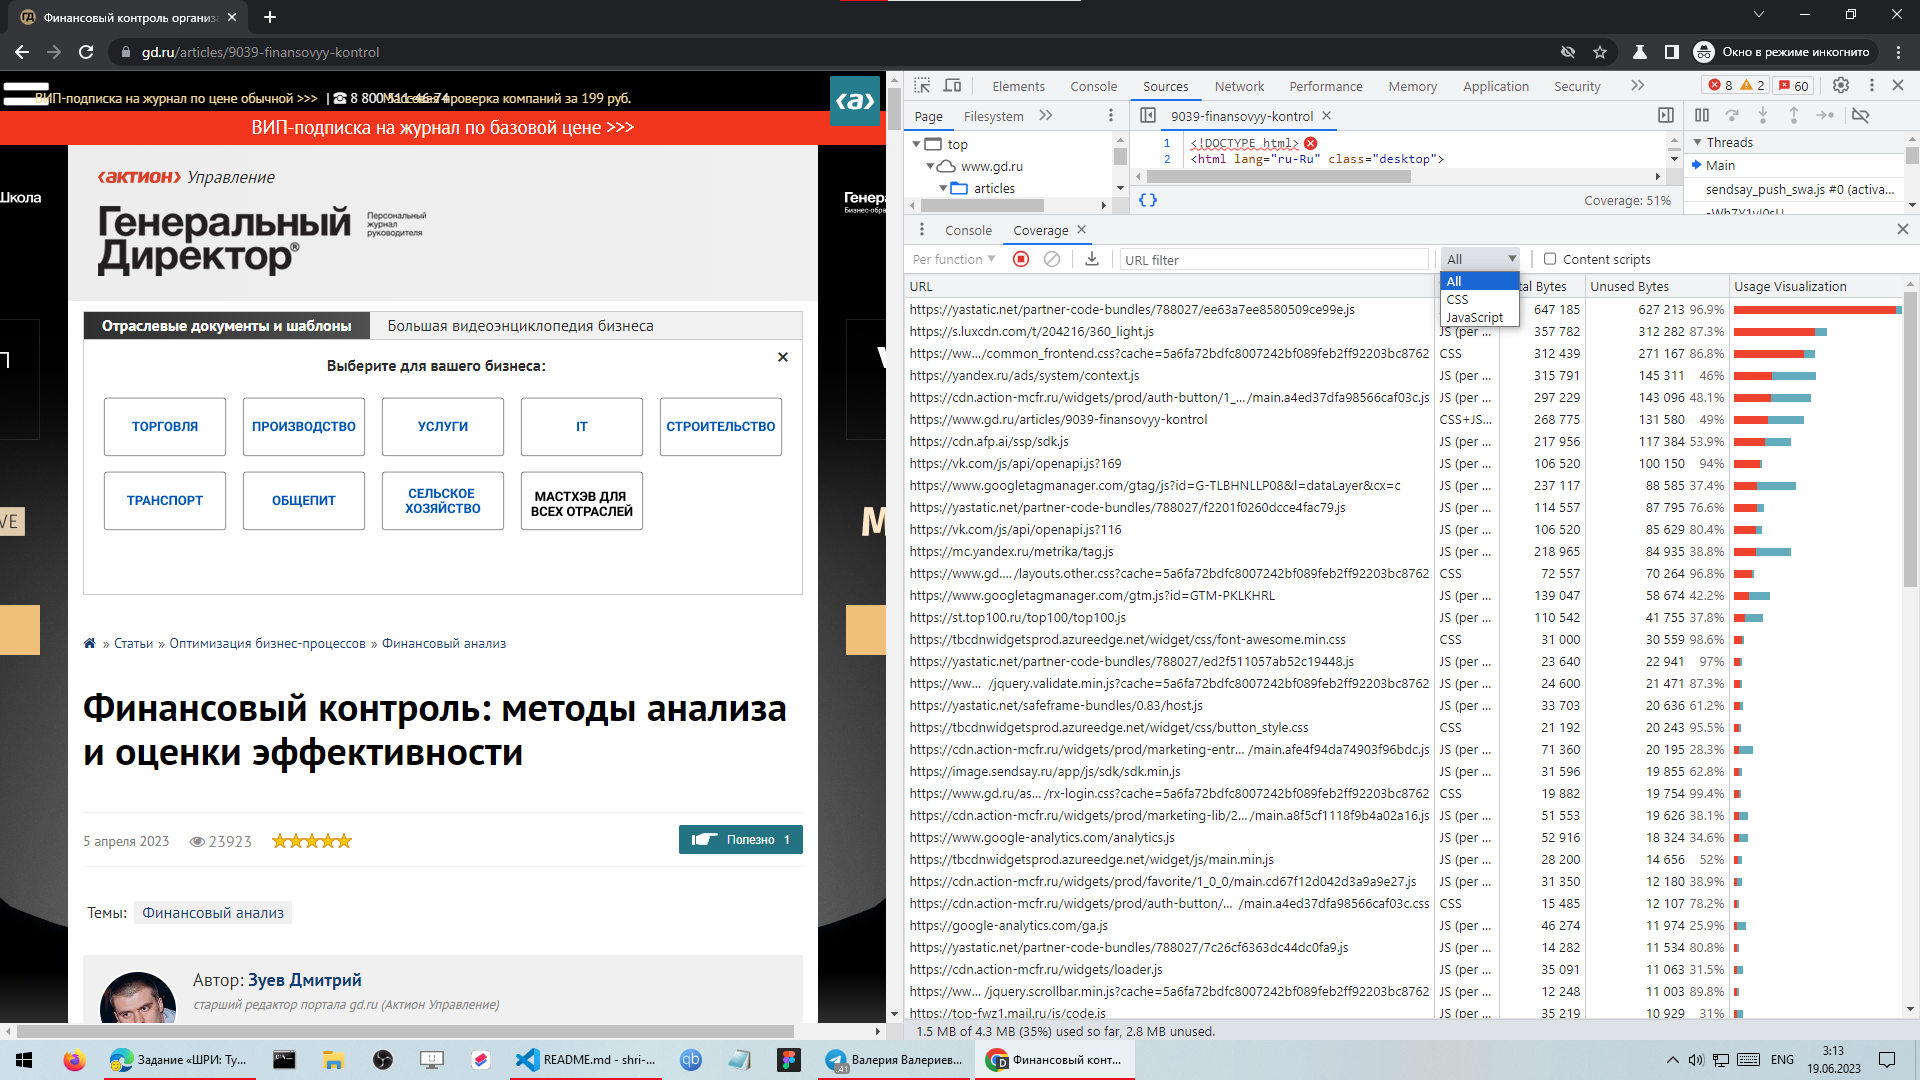 Финансовый контроль организа
gd.ru/articles/9039-finansovyy-kontrol
Окно в режиме инкогнито
ВИП-подписка на журнал по цене обычной >>>
| ☎ 8 800 511-46-74
Массовая проверка компаний за 199 руб.
ВИП-подписка на журнал по базовой цене >>>
‹a›
‹актион› Управление
Генеральный
Директор®
Персональный
журнал
руководителя
Школа
Отраслевые документы и шаблоны
Большая видеоэнциклопедия бизнеса
Выберите для вашего бизнеса:
ТОРГОВЛЯ
ПРОИЗВОДСТВО
УСЛУГИ
IT
СТРОИТЕЛЬСТВО
ТРАНСПОРТ
ОБЩЕПИТ
СЕЛЬСКОЕ
ХОЗЯЙСТВО
МАСТХЭВ ДЛЯ
ВСЕХ ОТРАСЛЕЙ
» Статьи » Оптимизация бизнес-процессов » Финансовый анализ
Финансовый контроль: методы анализа
и оценки эффективности
5 апреля 2023
23923
Полезно 1
Темы: Финансовый анализ
Автор: Зуев Дмитрий
старший редактор портала gd.ru (Актион Управление)
Elements Console Sources Network Performance Memory Application Security
8 2 60
Page Filesystem
9039-finansovyy-kontrol
top
www.gd.ru
articles
1 <!DOCTYPE html>
2 <html lang="ru-Ru" class="desktop">
Coverage: 51%
Threads
Main
sendsay_push_swa.js #0 (activa...
Console Coverage
Per function
URL filter
All
Content scripts
All
CSS
JavaScript
URL Unused Bytes Usage Visualization
https://yastatic.net/partner-code-bundles/788027/ee63a7ee8580509ce99e.js 647 185 627 213 96.9%
https://s.luxcdn.com/t/204216/360_light.js JS (per ... 357 782 312 282 87.3%
https://ww.../common_frontend.css?cache=5a6fa72bdfc8007242bf089feb2ff92203bc8762 CSS 312 439 271 167 86.8%
https://yandex.ru/ads/system/context.js JS (per ... 315 791 145 311 46%
https://cdn.action-mcfr.ru/widgets/prod/auth-button/1_.../main.a4ed37dfa98566caf03c.js JS (per ... 297 229 143 096 48.1%
https://www.gd.ru/articles/9039-finansovyy-kontrol CSS+JS... 268 775 131 580 49%
https://cdn.afp.ai/ssp/sdk.js JS (per ... 217 956 117 384 53.9%
https://vk.com/js/api/openapi.js?169 JS (per ... 106 520 100 150 94%
https://www.googletagmanager.com/gtag/js?id=G-TLBHNLLP08&l=dataLayer&cx=c JS (per ... 237 117 88 585 37.4%
https://yastatic.net/partner-code-bundles/788027/f2201f0260dcce4fac79.js JS (per ... 114 557 87 795 76.6%
https://vk.com/js/api/openapi.js?116 JS (per ... 106 520 85 629 80.4%
https://mc.yandex.ru/metrika/tag.js JS (per ... 218 965 84 935 38.8%
https://www.gd.../layouts.other.css?cache=5a6fa72bdfc8007242bf089feb2ff92203bc8762 CSS 72 557 70 264 96.8%
https://www.googletagmanager.com/gtm.js?id=GTM-PKLKHRL JS (per ... 139 047 58 674 42.2%
https://st.top100.ru/top100/top100.js JS (per ... 110 542 41 755 37.8%
https://tbcdnwidgetsprod.azureedge.net/widget/css/font-awesome.min.css CSS 31 000 30 559 98.6%
https://yastatic.net/partner-code-bundles/788027/ed2f511057ab52c19448.js JS (per ... 23 640 22 941 97%
https://ww... /jquery.validate.min.js?cache=5a6fa72bdfc8007242bf089feb2ff92203bc8762 JS (per ... 24 600 21 471 87.3%
https://yastatic.net/safeframe-bundles/0.83/host.js JS (per ... 33 703 20 636 61.2%
https://tbcdnwidgetsprod.azureedge.net/widget/css/button_style.css CSS 21 192 20 243 95.5%
https://cdn.action-mcfr.ru/widgets/prod/marketing-entr... /main.afe4f94da74903f96bdc.js JS (per ... 71 360 20 195 28.3%
https://image.sendsay.ru/app/js/sdk/sdk.min.js JS (per ... 31 596 19 855 62.8%
https://www.gd.ru/as... /rx-login.css?cache=5a6fa72bdfc8007242bf089feb2ff92203bc8762 CSS 19 882 19 754 99.4%
https://cdn.action-mcfr.ru/widgets/prod/marketing-lib/2... /main.a8f5cf1118f9b4a02a16.js JS (per ... 51 553 19 626 38.1%
https://www.google-analytics.com/analytics.js JS (per ... 52 916 18 324 34.6%
https://tbcdnwidgetsprod.azureedge.net/widget/js/main.min.js JS (per ... 28 200 14 656 52%
https://cdn.action-mcfr.ru/widgets/prod/favorite/1_0_0/main.cd67f12d042d3a9a9e27.js JS (per ... 31 350 12 180 38.9%
https://cdn.action-mcfr.ru/widgets/prod/auth-button/... /main.a4ed37dfa98566caf03c.css CSS 15 485 12 107 78.2%
https://google-analytics.com/ga.js JS (per ... 46 274 11 974 25.9%
https://yastatic.net/partner-code-bundles/788027/7c26cf6363dc44dc0fa9.js JS (per ... 14 282 11 534 80.8%
https://cdn.action-mcfr.ru/widgets/loader.js JS (per ... 35 091 11 063 31.5%
https://ww... /jquery.scrollbar.min.js?cache=5a6fa72bdfc8007242bf089feb2ff92203bc8762 JS (per ... 12 248 11 003 89.8%
https://top-fwz1.mail.ru/js/code.js JS (per ... 35 219 10 929 31%
1.5 MB of 4.3 MB (35%) used so far, 2.8 MB unused.
Задание «ШРИ: Ту...
README.md - shri-...
Валерия Валериев...
Финансовый конт...
ENG
3:13
19.06.2023